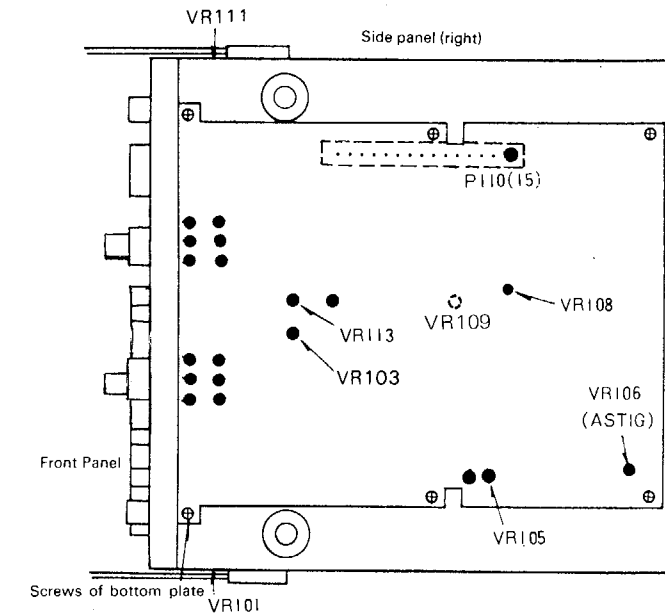 VR111
Side panel (right)
P110(15)
VR108
VR109
VR113
VR103
VR106
(ASTIG)
Front Panel
VR105
Screws of bottom plate
VR101